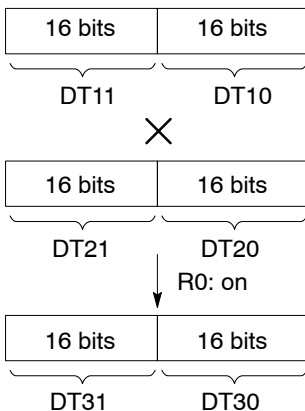 16 bits 16 bits
DT11 DT10
×
16 bits 16 bits
DT21 DT20
R0: on
16 bits 16 bits
DT31 DT30